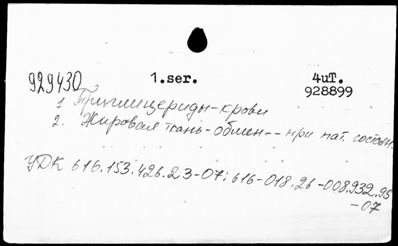 929430 1.ser. 4uT.
928899
1 Триглицериды-крови
2. Жировая ткань-обмен--при пат. состоян.
УДК 616.153.426.23-07; 616-018.26-008.932.95
-07